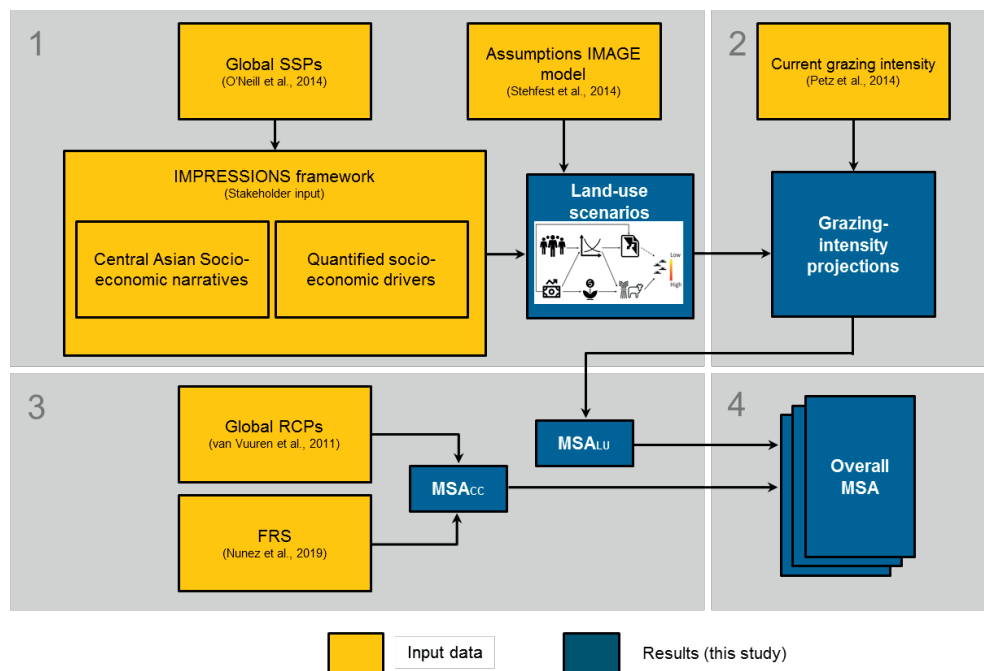 1
Global SSPs
(O'Neill et al., 2014)
Assumptions IMAGE
model
(Stehfest et al., 2014)
2
Current grazing intensity
(Petz et al., 2014)
IMPRESSIONS framework
(Stakeholder input)
Central Asian Socio-
economic narratives
Quantified socio-
economic drivers
Land-use
scenarios
Low
High
Grazing-
intensity
projections
3
Global RCPs
(van Vuuren et al., 2011)
FRS
(Nunez et al., 2019)
MSACC
MSALU
4
Overall
MSA
Input data
Results (this study)